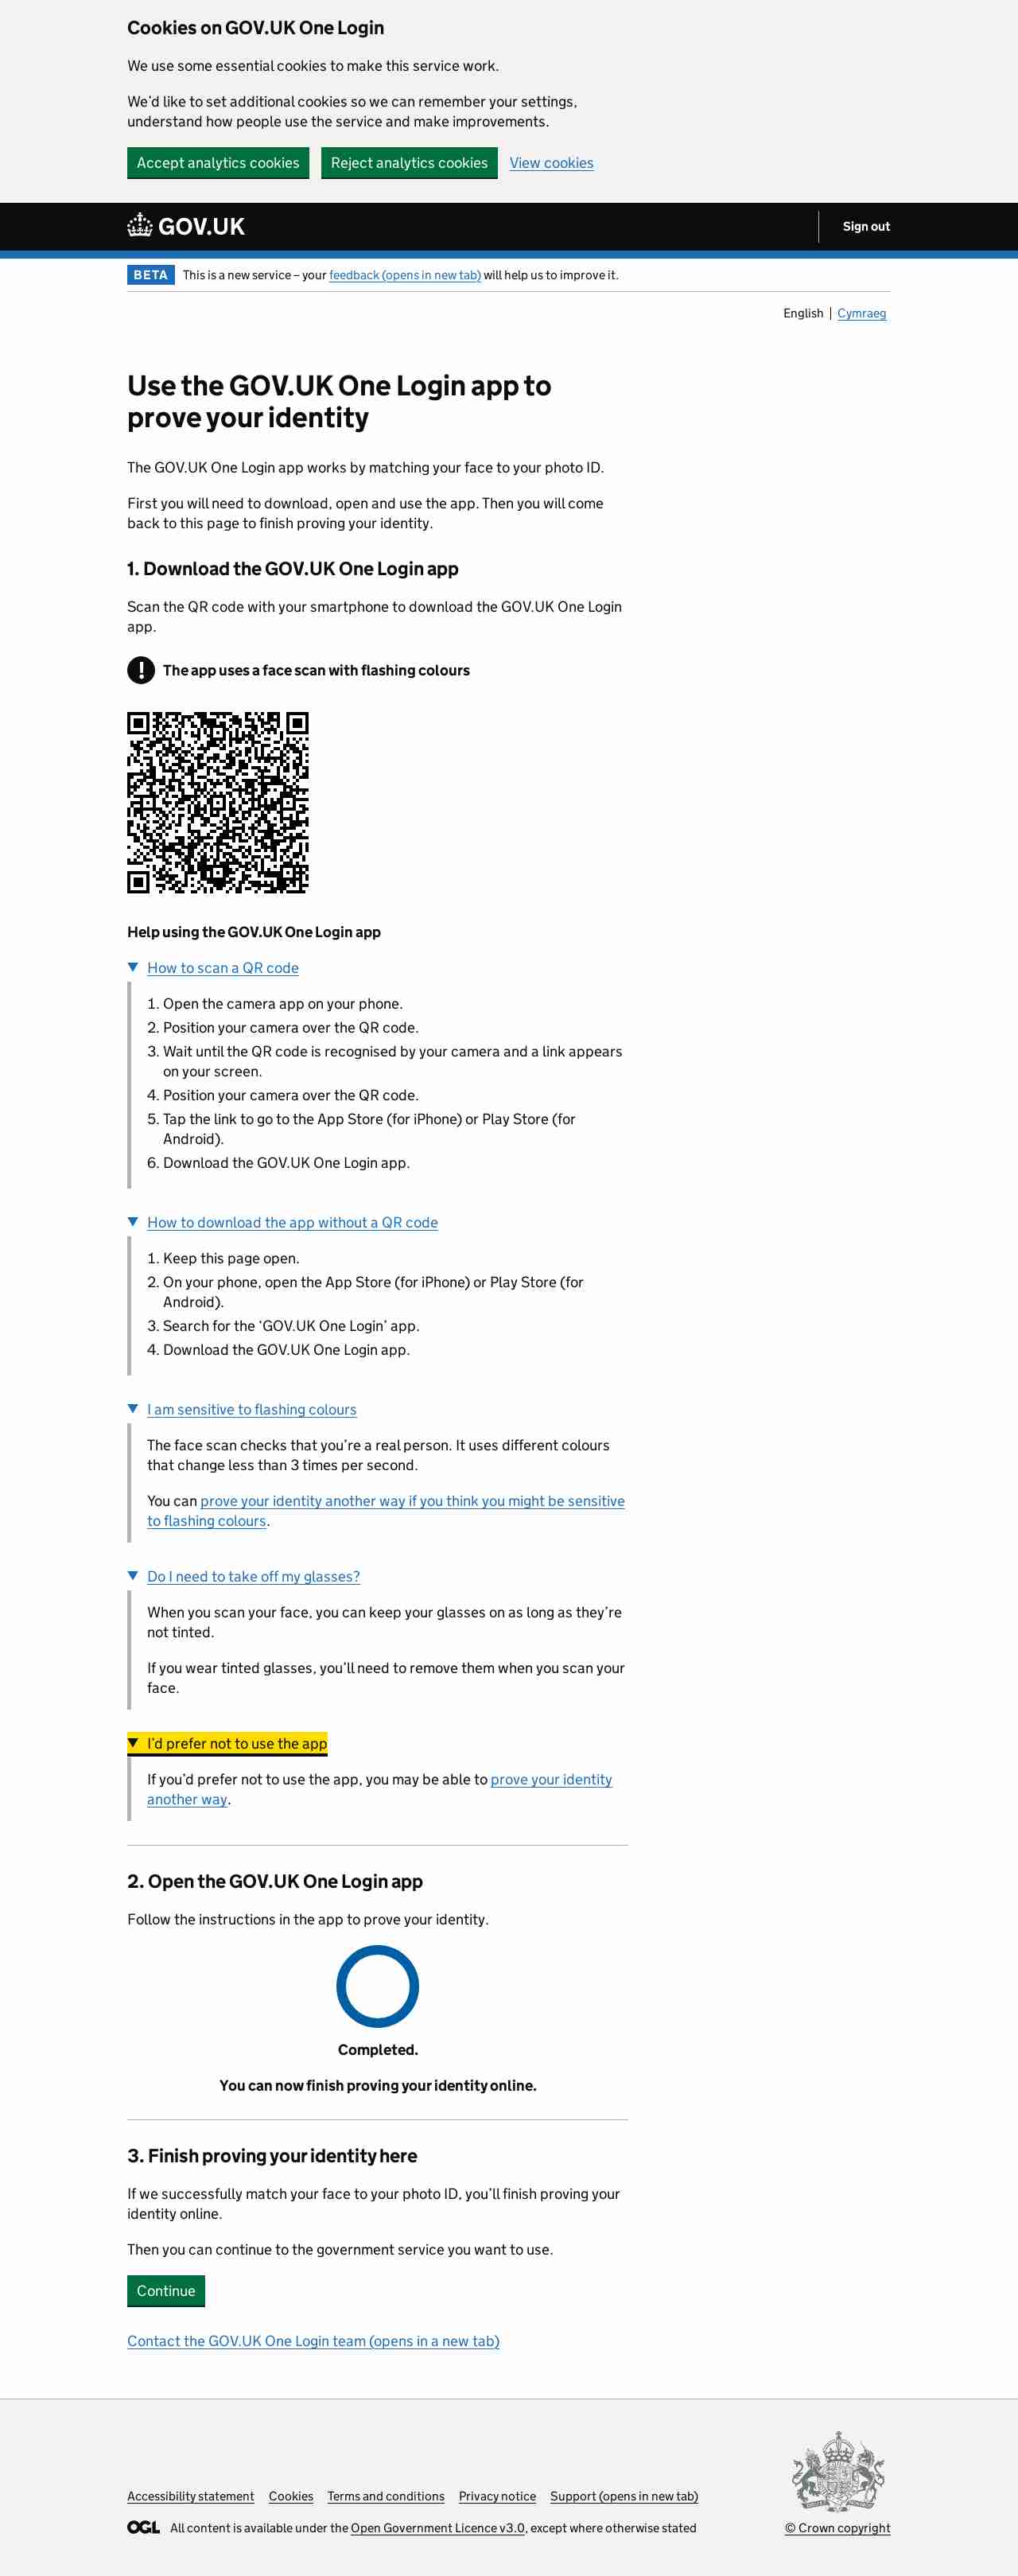 Cookies on GOV.UK One Login
We use some essential cookies to make this service work.
We’d like to set additional cookies so we can remember your settings,
understand how people use the service and make improvements.
Accept analytics cookies Reject analytics cookies View cookies
GOV.UK Sign out
BETA This is a new service – your feedback (opens in new tab) will help us to improve it.
English | Cymraeg
Use the GOV.UK One Login app to
prove your identity
The GOV.UK One Login app works by matching your face to your photo ID.
First you will need to download, open and use the app. Then you will come
back to this page to finish proving your identity.
1. Download the GOV.UK One Login app
Scan the QR code with your smartphone to download the GOV.UK One Login
app.
! The app uses a face scan with flashing colours
Help using the GOV.UK One Login app
How to scan a QR code
1. Open the camera app on your phone.
2. Position your camera over the QR code.
3. Wait until the QR code is recognised by your camera and a link appears
on your screen.
4. Position your camera over the QR code.
5. Tap the link to go to the App Store (for iPhone) or Play Store (for
Android).
6. Download the GOV.UK One Login app.
How to download the app without a QR code
1. Keep this page open.
2. On your phone, open the App Store (for iPhone) or Play Store (for
Android).
3. Search for the ‘GOV.UK One Login’ app.
4. Download the GOV.UK One Login app.
I am sensitive to flashing colours
The face scan checks that you’re a real person. It uses different colours
that change less than 3 times per second.
You can prove your identity another way if you think you might be sensitive
to flashing colours.
Do I need to take off my glasses?
When you scan your face, you can keep your glasses on as long as they’re
not tinted.
If you wear tinted glasses, you’ll need to remove them when you scan your
face.
I’d prefer not to use the app
If you’d prefer not to use the app, you may be able to prove your identity
another way.
2. Open the GOV.UK One Login app
Follow the instructions in the app to prove your identity.
Completed.
You can now finish proving your identity online.
3. Finish proving your identity here
If we successfully match your face to your photo ID, you’ll finish proving your
identity online.
Then you can continue to the government service you want to use.
Continue
Contact the GOV.UK One Login team (opens in a new tab)
Accessibility statement Cookies Terms and conditions Privacy notice Support (opens in new tab)
OGL All content is available under the Open Government Licence v3.0, except where otherwise stated
© Crown copyright